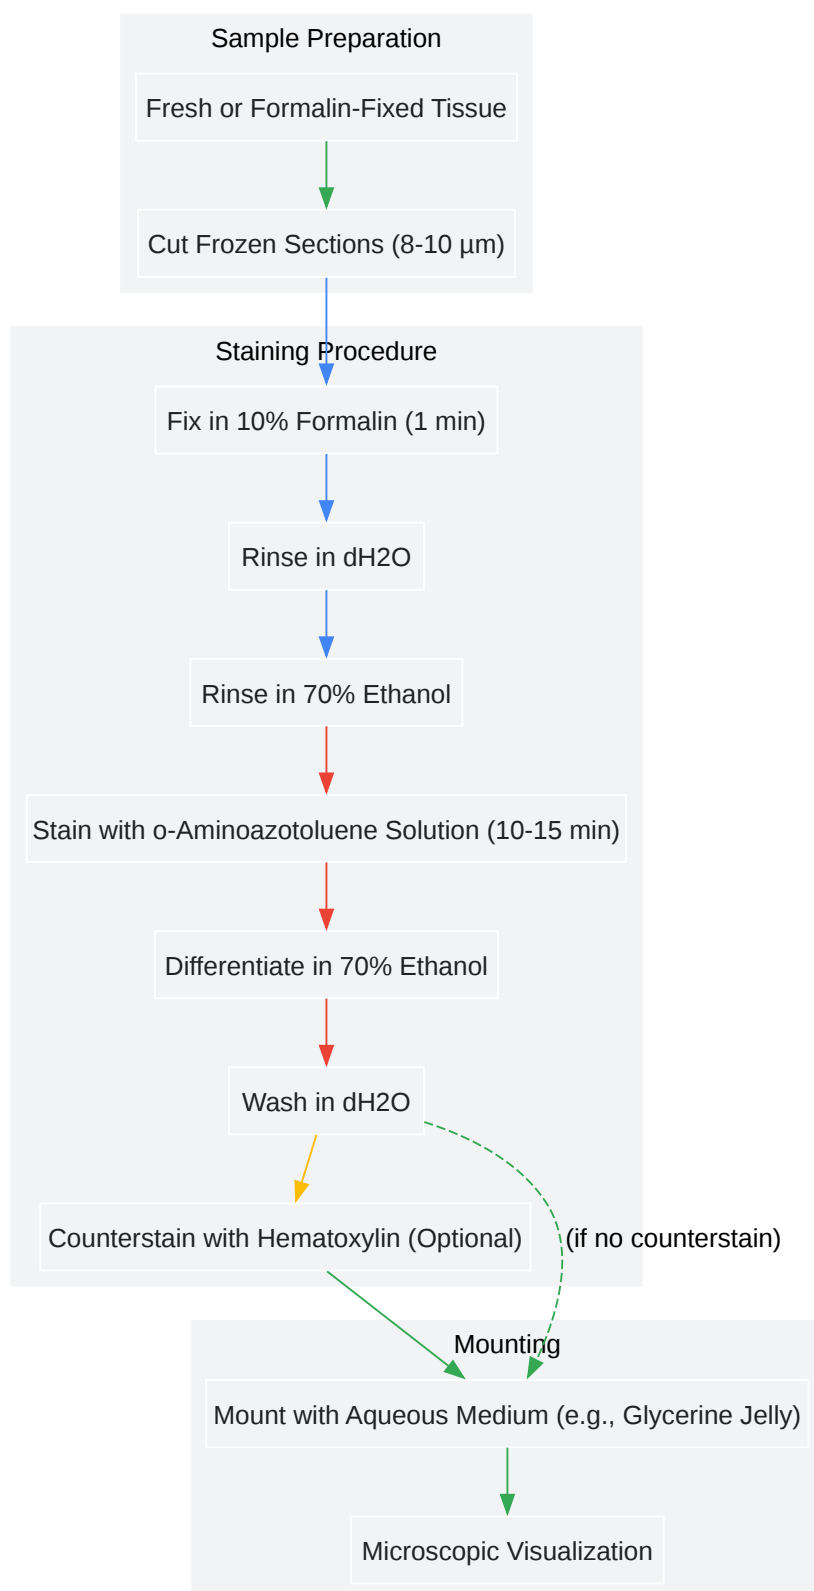 Sample Preparation
Fresh or Formalin-Fixed Tissue
Cut Frozen Sections (8-10 µm)
Staining Procedure
Fix in 10% Formalin (1 min)
Rinse in dH2O
Rinse in 70% Ethanol
Stain with o-Aminoazotoluene Solution (10-15 min)
Differentiate in 70% Ethanol
Wash in dH2O
Counterstain with Hematoxylin (Optional)
(if no counterstain)
Mounting
Mount with Aqueous Medium (e.g., Glycerine Jelly)
Microscopic Visualization